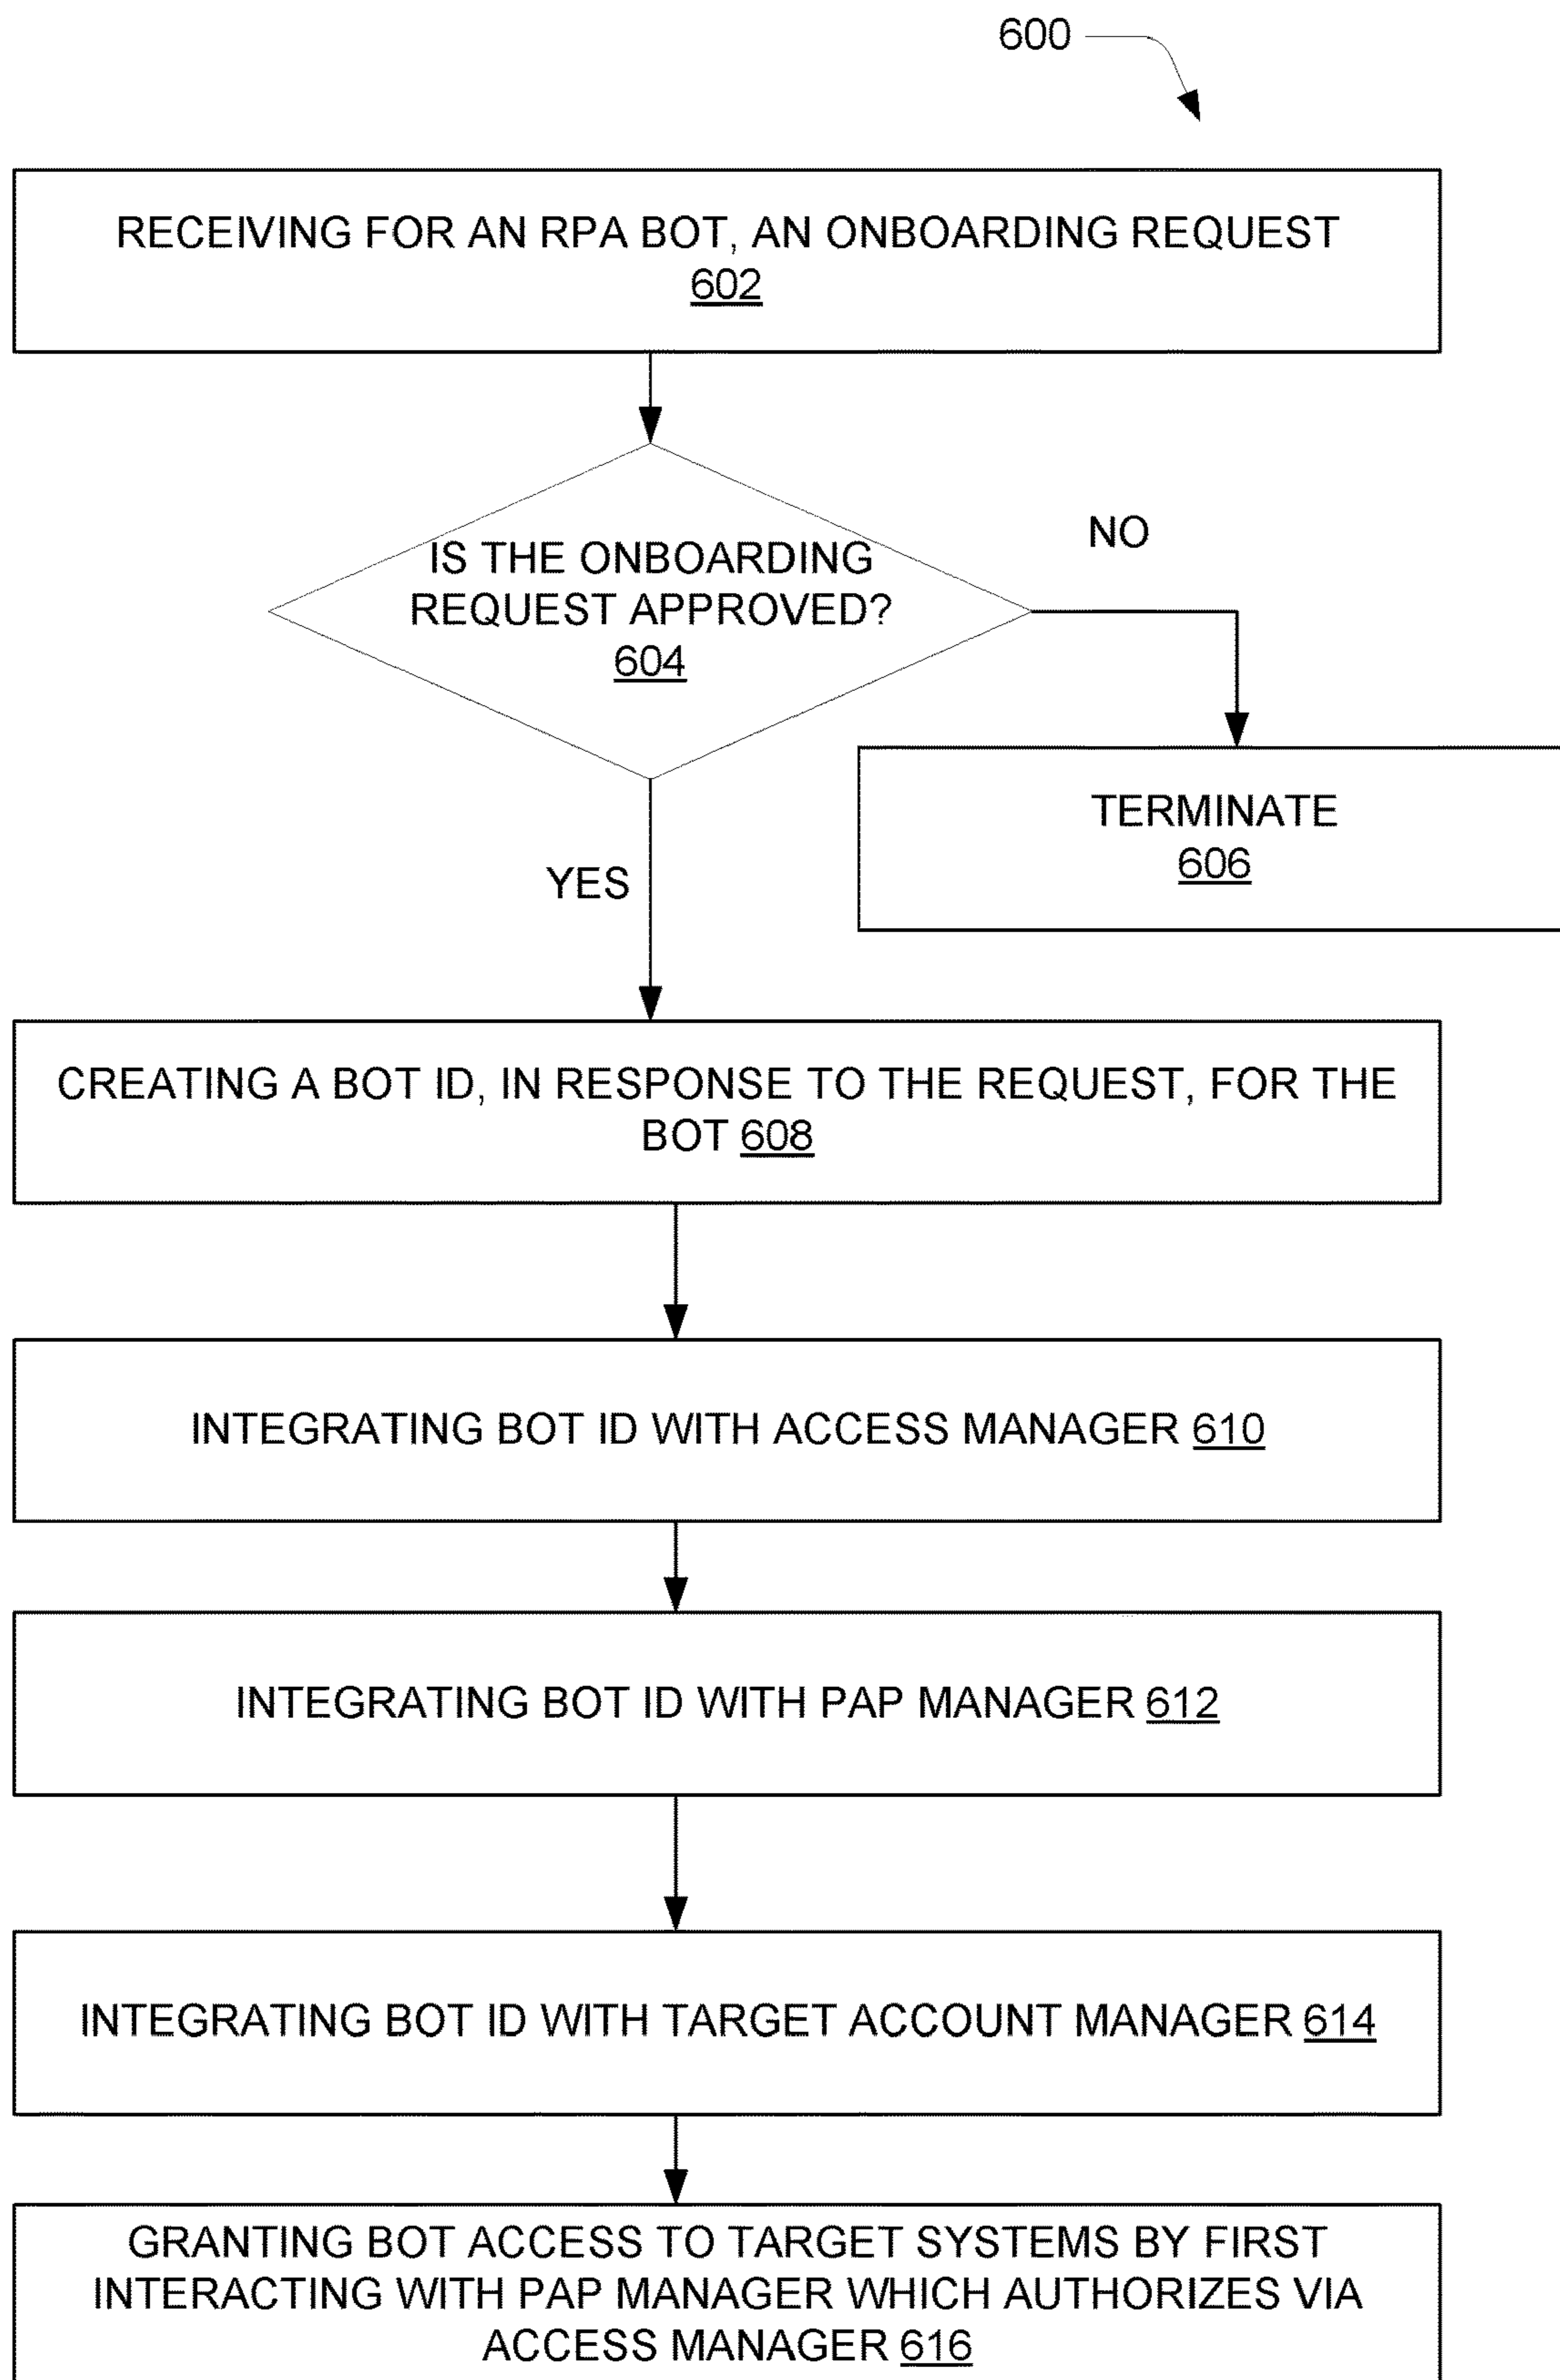 600
RECEIVING FOR AN RPA BOT, AN ONBOARDING REQUEST
602
IS THE ONBOARDING
REQUEST APPROVED?
604
NO
TERMINATE
606
YES
CREATING A BOT ID, IN RESPONSE TO THE REQUEST, FOR THE
BOT 608
INTEGRATING BOT ID WITH ACCESS MANAGER 610
INTEGRATING BOT ID WITH PAP MANAGER 612
INTEGRATING BOT ID WITH TARGET ACCOUNT MANAGER 614
GRANTING BOT ACCESS TO TARGET SYSTEMS BY FIRST
INTERACTING WITH PAP MANAGER WHICH AUTHORIZES VIA
ACCESS MANAGER 616